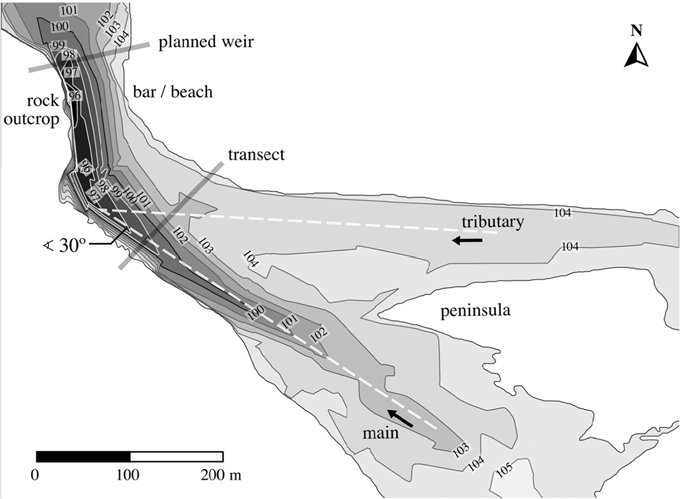 101
102
103
104
100
99
98
97
96
planned weir
N
bar / beach
rock
outcrop
transect
96
97
98
99
100
101
102
103
104
tributary
104
104
∢ 30º
peninsula
100
101
102
main
103
104
105
0 100 200 m